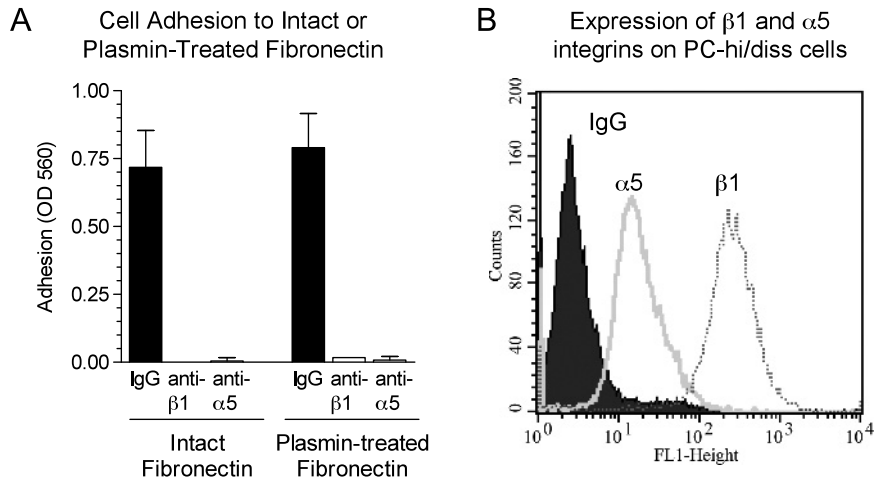 A
Cell Adhesion to Intact or
Plasmin-Treated Fibronectin
1.00
0.75
0.50
0.25
0.00
Adhesion (OD 560)
IgG anti- anti-
β1 α5
IgG anti- anti-
β1 α5
Intact
Fibronectin
Plasmin-treated
Fibronectin
B
Expression of β1 and α5
integrins on PC-hi/diss cells
200
160
120
80
40
0
Counts
IgG
α5
β1
10⁰ 10¹ 10² 10³ 10⁴
FL1-Height